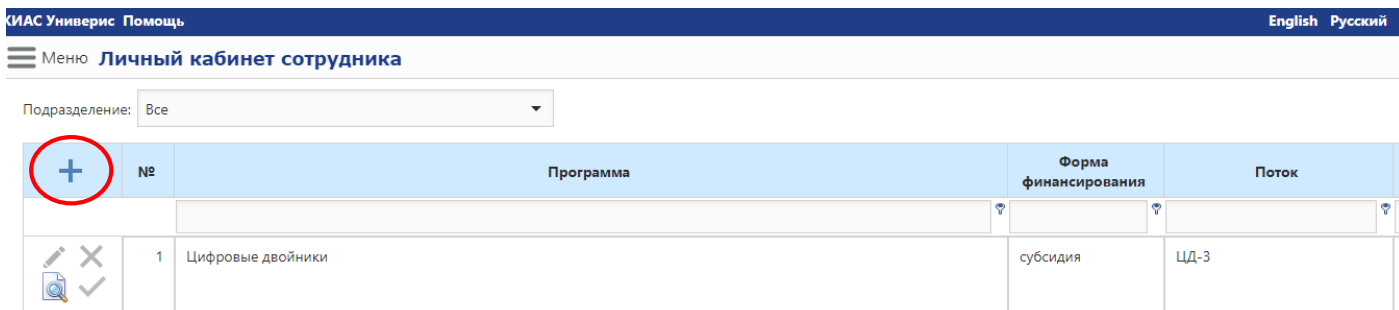 КИАС Универис Помощь English Русский
Меню Личный кабинет сотрудника
Подразделение: Все
№ Программа Форма финансирования Поток
1 Цифровые двойники субсидия ЦД-3